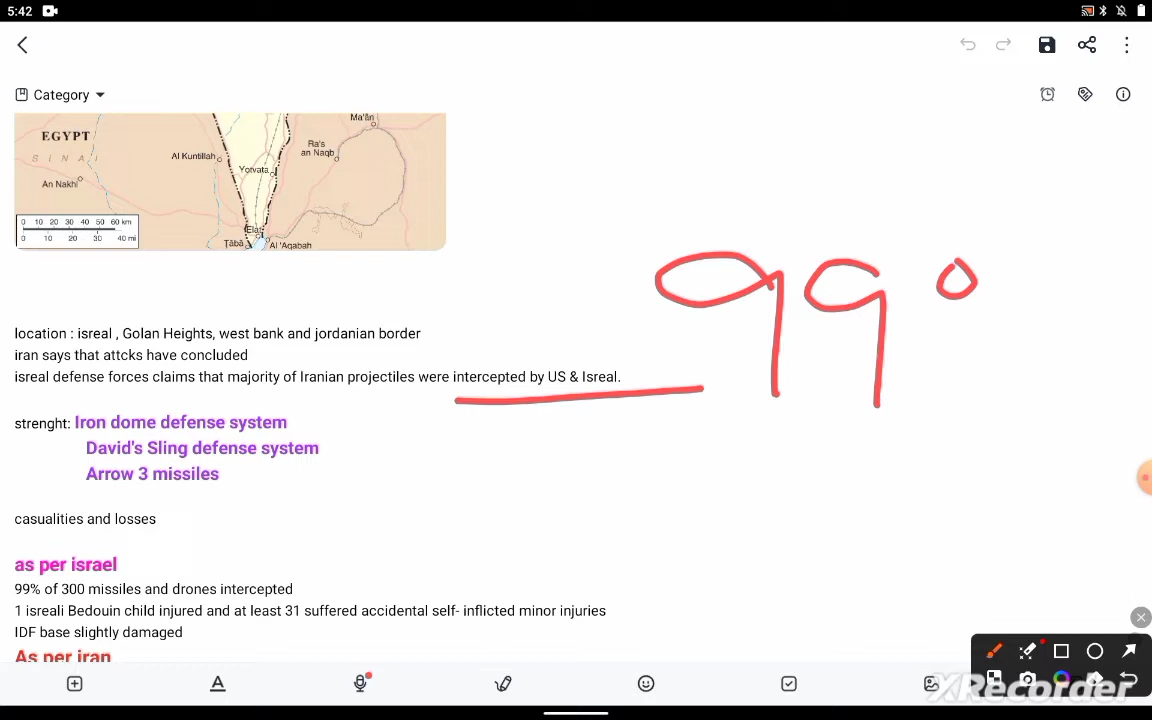 5:42
Category
EGYPT
SINAI
An Nakhl
Al Kuntillah
Yotvata
Ra's
an Naqb
Ma'ān
Elat
Ṭābā
Al 'Aqabah
0 10 20 30 40 50 60 km
0 10 20 30 40 mi
99°
location : isreal , Golan Heights, west bank and jordanian border
iran says that attcks have concluded
isreal defense forces claims that majority of Iranian projectiles were intercepted by US & Isreal.
strenght: Iron dome defense system
David's Sling defense system
Arrow 3 missiles
casualities and losses
as per israel
99% of 300 missiles and drones intercepted
1 isreali Bedouin child injured and at least 31 suffered accidental self- inflicted minor injuries
IDF base slightly damaged
As per iran
XRecorder